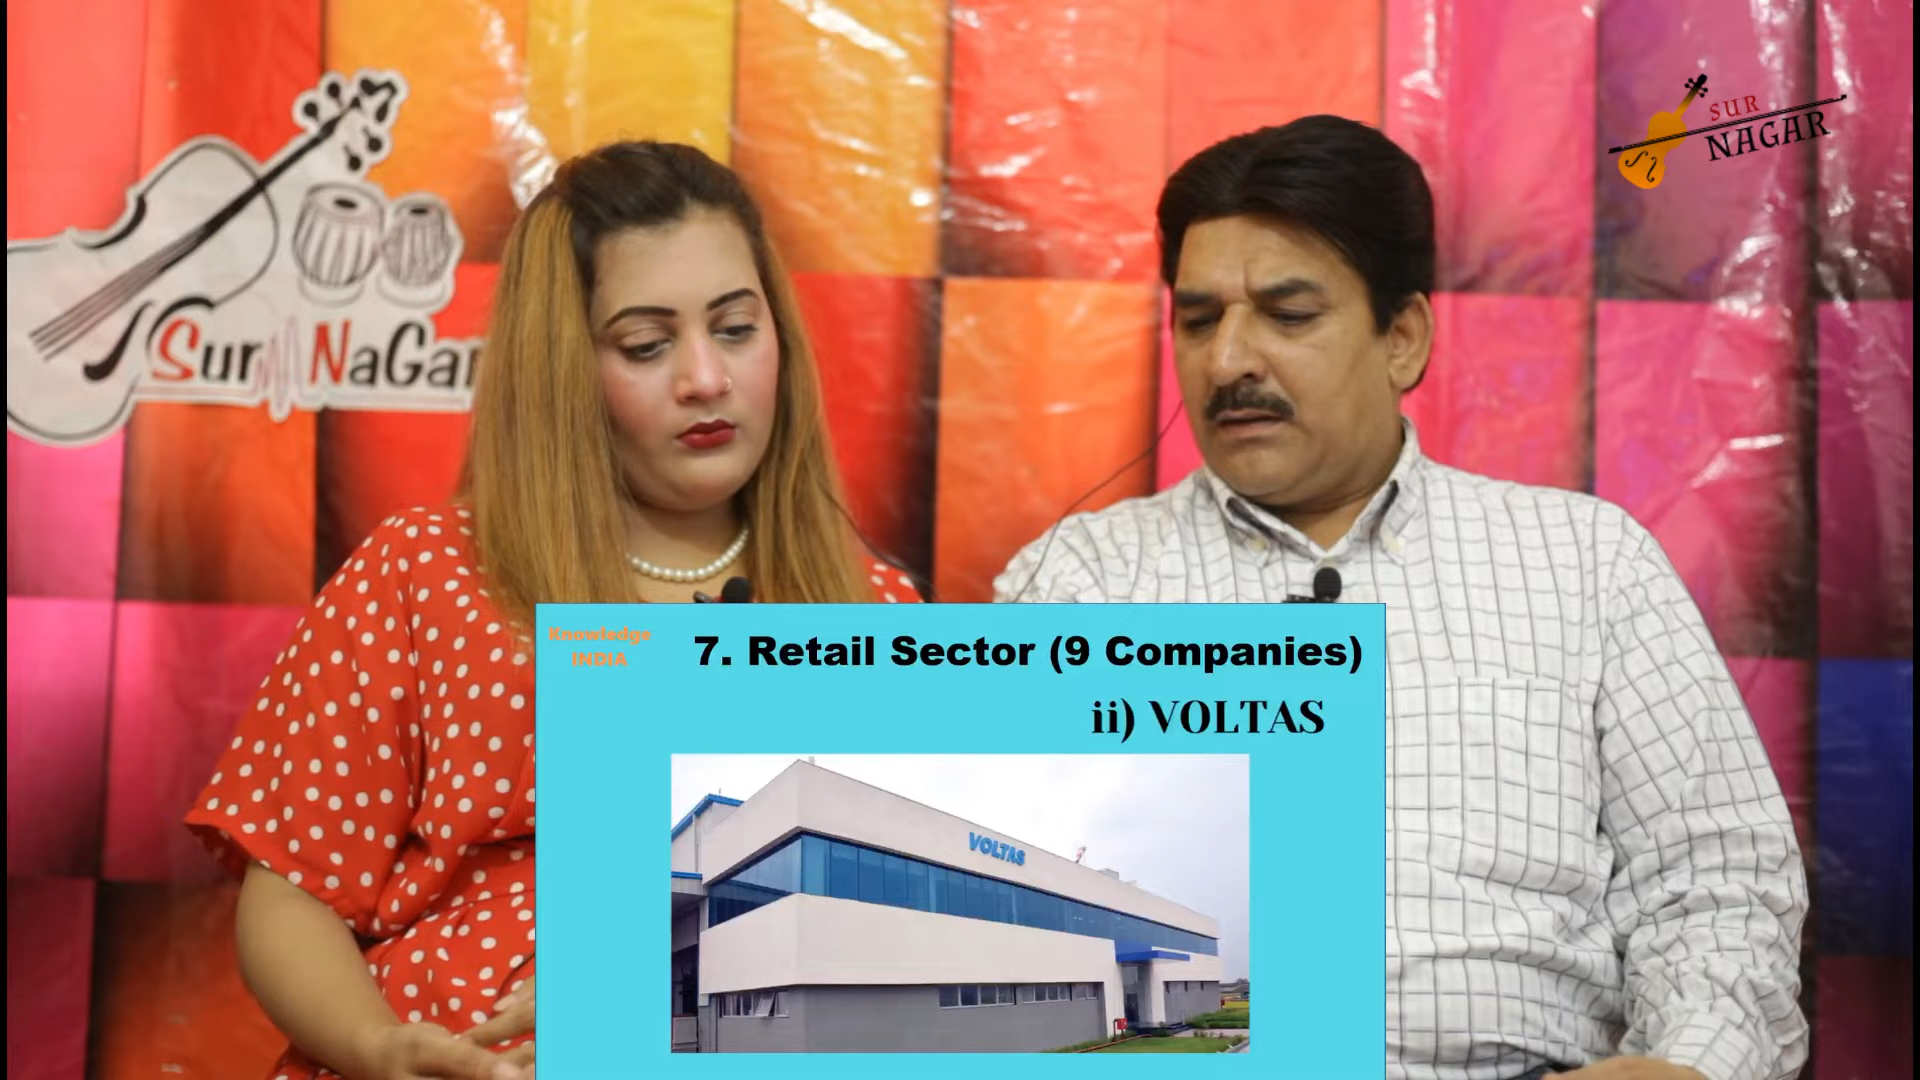 SUR
NAGAR
Sur NaGar
Knowledge
INDIA
7. Retail Sector (9 Companies)
ii) VOLTAS
VOLTAS